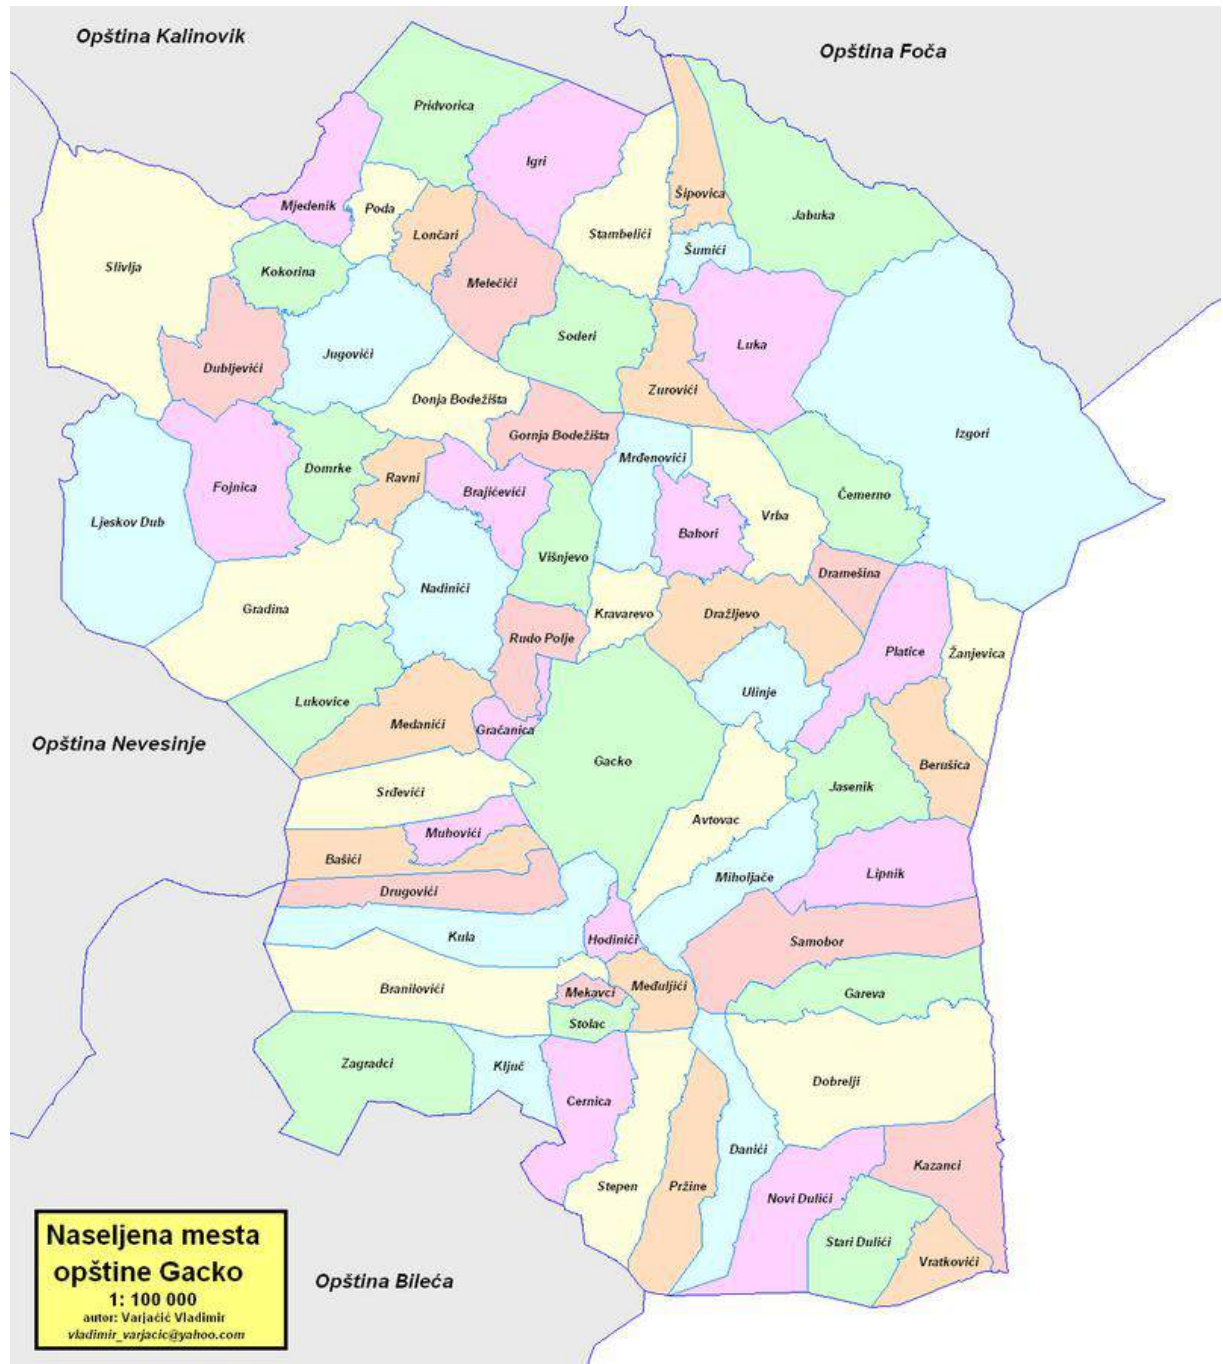 Opština Kalinovik
Opština Foča
Pridvorica
Igri
Šipovica
Mjedenik
Poda
Jabuka
Lončari
Stambelići
Šumići
Slivlja
Kokorina
Melečići
Soderi
Luka
Jugovići
Dubljevići
Zurovići
Donja Bodežišta
Gornja Bodežišta
Izgori
Mrđenovići
Domrke
Ravni
Fojnica
Brajićevići
Čemerno
Ljeskov Dub
Vrba
Bahori
Višnjevo
Dramešina
Nadinići
Gradina
Kravarevo
Dražljevo
Rudo Polje
Platice
Žanjevica
Ulinje
Lukovice
Medanići
Gračanica
Opština Nevesinje
Gacko
Berušica
Jasenik
Srđevići
Avtovac
Muhovići
Bašići
Miholjače
Lipnik
Drugovići
Kula
Hodinići
Samobor
Branilovići
Mekavci
Međuljići
Gareva
Stolac
Zagradci
Ključ
Dobrelji
Cernica
Danići
Kazanci
Stepen
Pržine
Novi Dulići
Stari Dulići
Vratkovići
Opština Bileća
Naseljena mesta
opštine Gacko
1: 100 000
autor: Varjačić Vladimir
vladimir_varjacic@yahoo.com